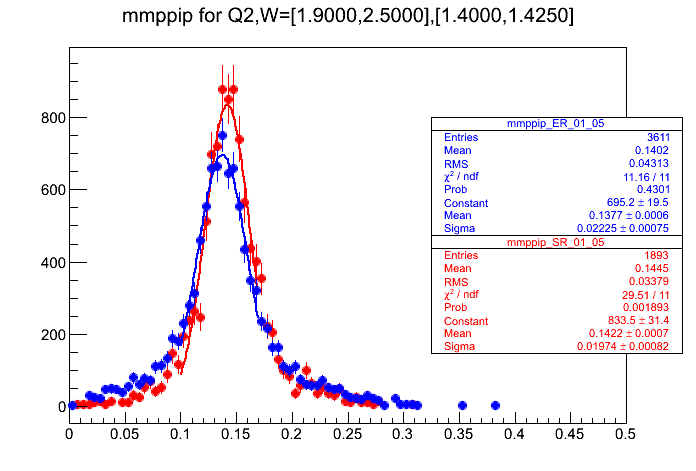 mmppip for Q2,W=[1.9000,2.5000],[1.4000,1.4250]
800
600
400
200
0
0 0.05 0.1 0.15 0.2 0.25 0.3 0.35 0.4 0.45 0.5
mmppip_ER_01_05
Entries 3611
Mean 0.1402
RMS 0.04313
χ² / ndf 11.16 / 11
Prob 0.4301
Constant 695.2 ± 19.5
Mean 0.1377 ± 0.0006
Sigma 0.02225 ± 0.00075
mmppip_SR_01_05
Entries 1893
Mean 0.1445
RMS 0.03379
χ² / ndf 29.51 / 11
Prob 0.001893
Constant 833.5 ± 31.4
Mean 0.1422 ± 0.0007
Sigma 0.01974 ± 0.00082